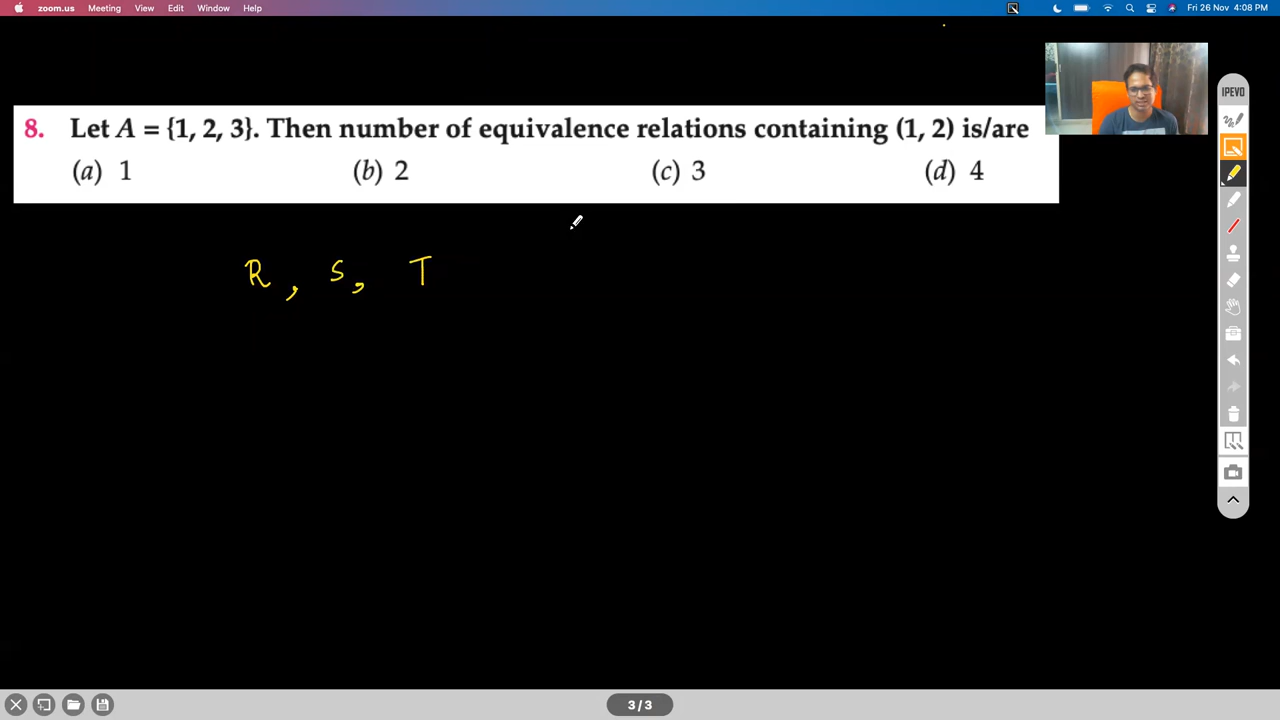 zoom.us Meeting View Edit Window Help Fri 26 Nov 4:08 PM
IPEVO
8. Let A = {1, 2, 3}. Then number of equivalence relations containing (1, 2) is/are
(a) 1 (b) 2 (c) 3 (d) 4
R, S, T
3/3